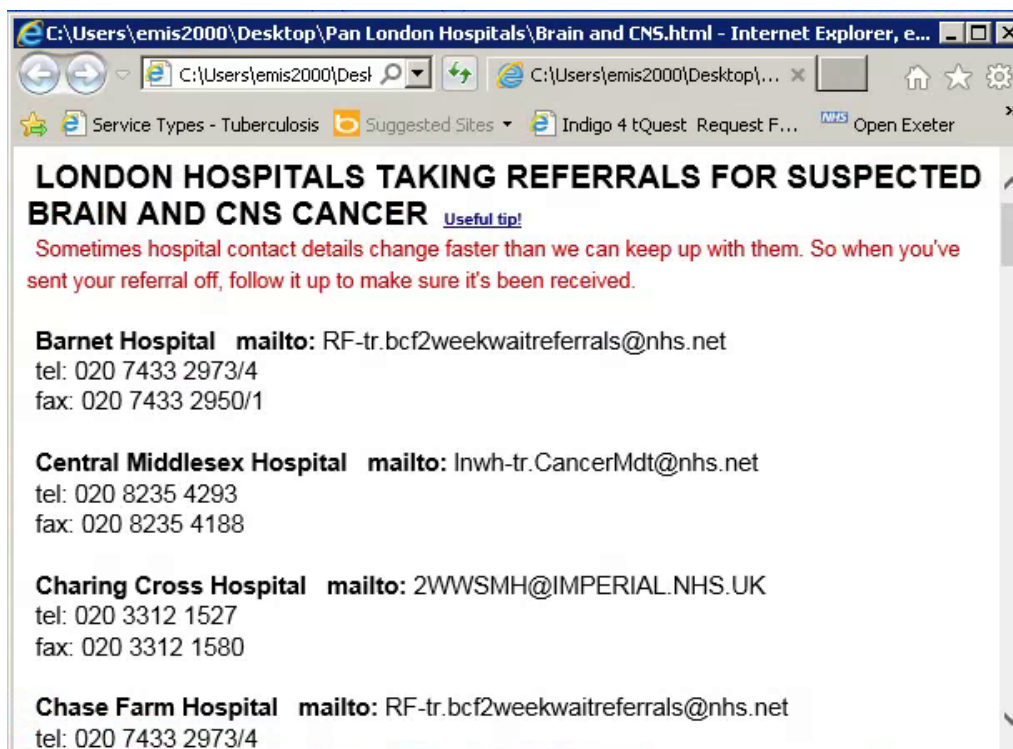 C:\Users\emis2000\Desktop\Pan London Hospitals\Brain and CNS.html - Internet Explorer, e...
C:\Users\emis2000\Desl C:\Users\emis2000\Desktop\...
Service Types - Tuberculosis Suggested Sites Indigo 4 tQuest Request F... NHS Open Exeter
LONDON HOSPITALS TAKING REFERRALS FOR SUSPECTED
BRAIN AND CNS CANCER Useful tip!
Sometimes hospital contact details change faster than we can keep up with them. So when you've
sent your referral off, follow it up to make sure it's been received.
Barnet Hospital mailto: RF-tr.bcf2weekwaitreferrals@nhs.net
tel: 020 7433 2973/4
fax: 020 7433 2950/1
Central Middlesex Hospital mailto: lnwh-tr.CancerMdt@nhs.net
tel: 020 8235 4293
fax: 020 8235 4188
Charing Cross Hospital mailto: 2WWSMH@IMPERIAL.NHS.UK
tel: 020 3312 1527
fax: 020 3312 1580
Chase Farm Hospital mailto: RF-tr.bcf2weekwaitreferrals@nhs.net
tel: 020 7433 2973/4